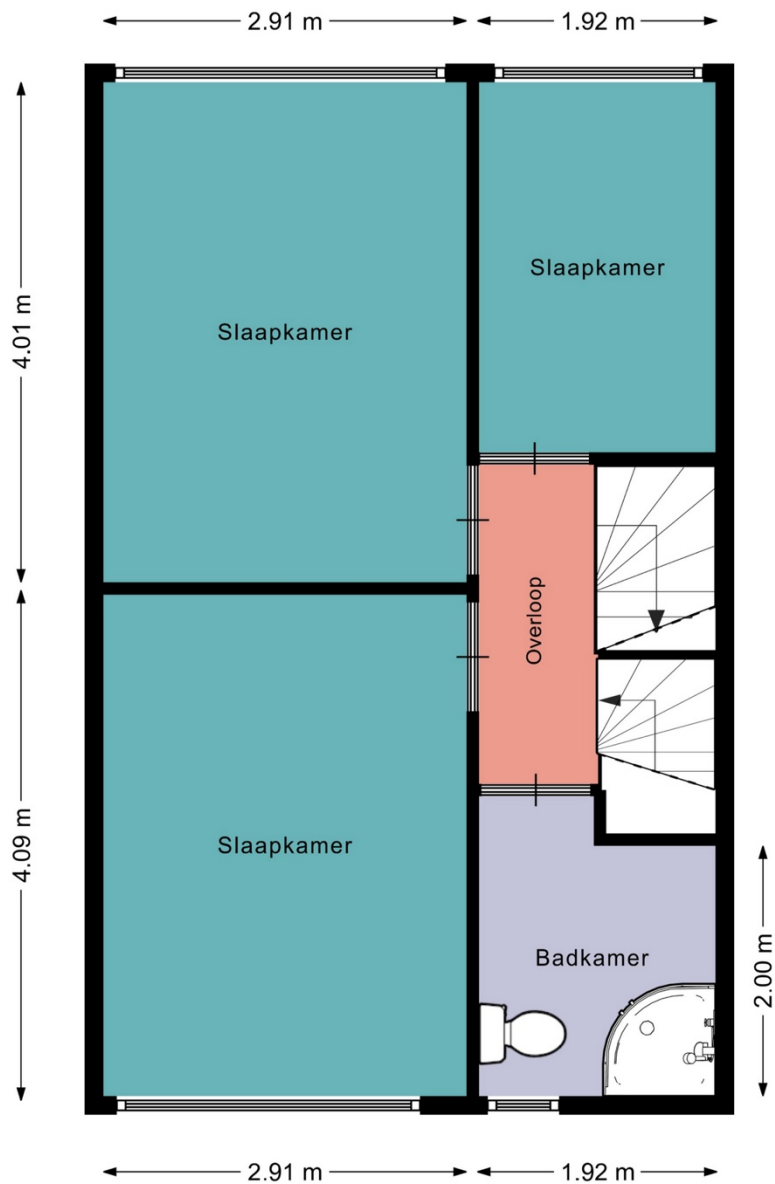 2.91 m
1.92 m
4.01 m
Slaapkamer
Slaapkamer
Overloop
4.09 m
Slaapkamer
Badkamer
2.00 m
2.91 m
1.92 m